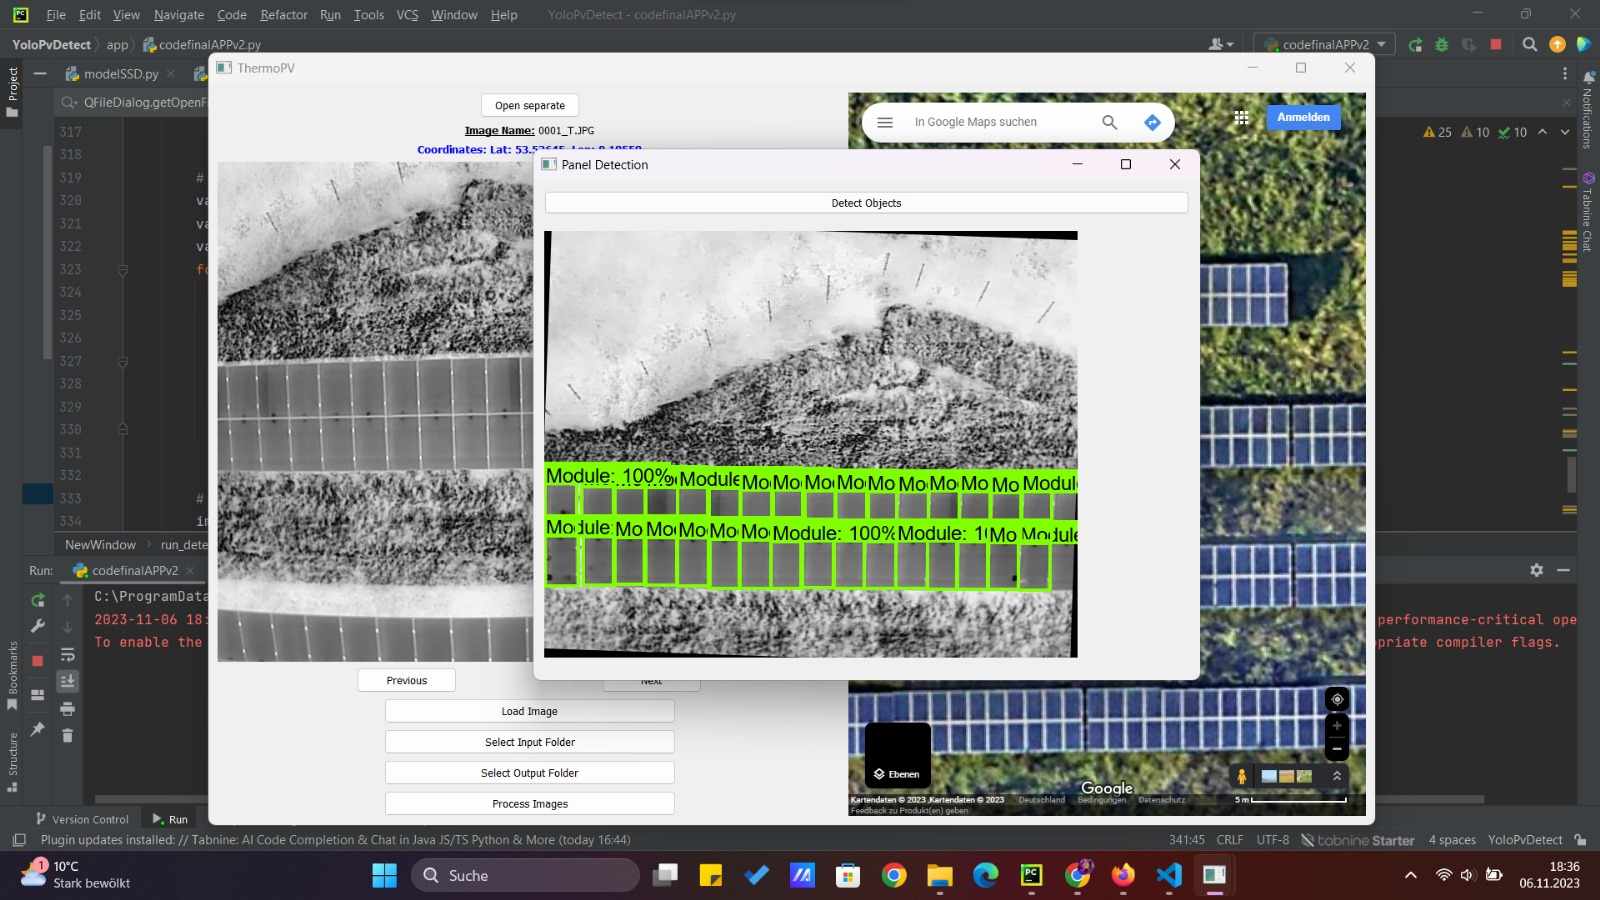 File Edit View Navigate Code Refactor Run Tools VCS Window Help YoloPvDetect - codefinalAPPv2.py
YoloPvDetect app codefinalAPPv2.py codefinalAPPv2
Project
modelSSD.py
QFileDialog.getOpenFi
25 10 10
Notifications
Tabnine Chat
317
318
319 #
320 va
321 va
322 va
323 fo
324
325
326
327
328
329
330
331
332
333 #
334 im
NewWindow run_dete
ThermoPV
Open separate
Image Name: 0001_T.JPG
Coordinates: Lat:
In Google Maps suchen
Anmelden
Panel Detection
Detect Objects
Module: 100% Module Mo Mo Mo Mo Mo Mo Mo Mo Mo Modul
Module: Mo Mo Mo Mo Mo Module: 100% Module: 10 Mo Module
Previous
Next
Load Image
Select Input Folder
Select Output Folder
Process Images
Ebenen
Google
Kartendaten © 2023 ,Kartendaten © 2023 Deutschland Bedingungen Datenschutz 5 m
Feedback zu Produkt(en) geben
Run: codefinalAPPv2
C:\ProgramData
2023-11-06 18: performance-critical ope
To enable the opriate compiler flags.
Bookmarks
Structure
Version Control Run
Plugin updates installed: // Tabnine: AI Code Completion & Chat in Java JS/TS Python & More (today 16:44)
341:45 CRLF UTF-8 tabnine Starter 4 spaces YoloPvDetect
1
10°C
Stark bewölkt
Suche
18:36
06.11.2023